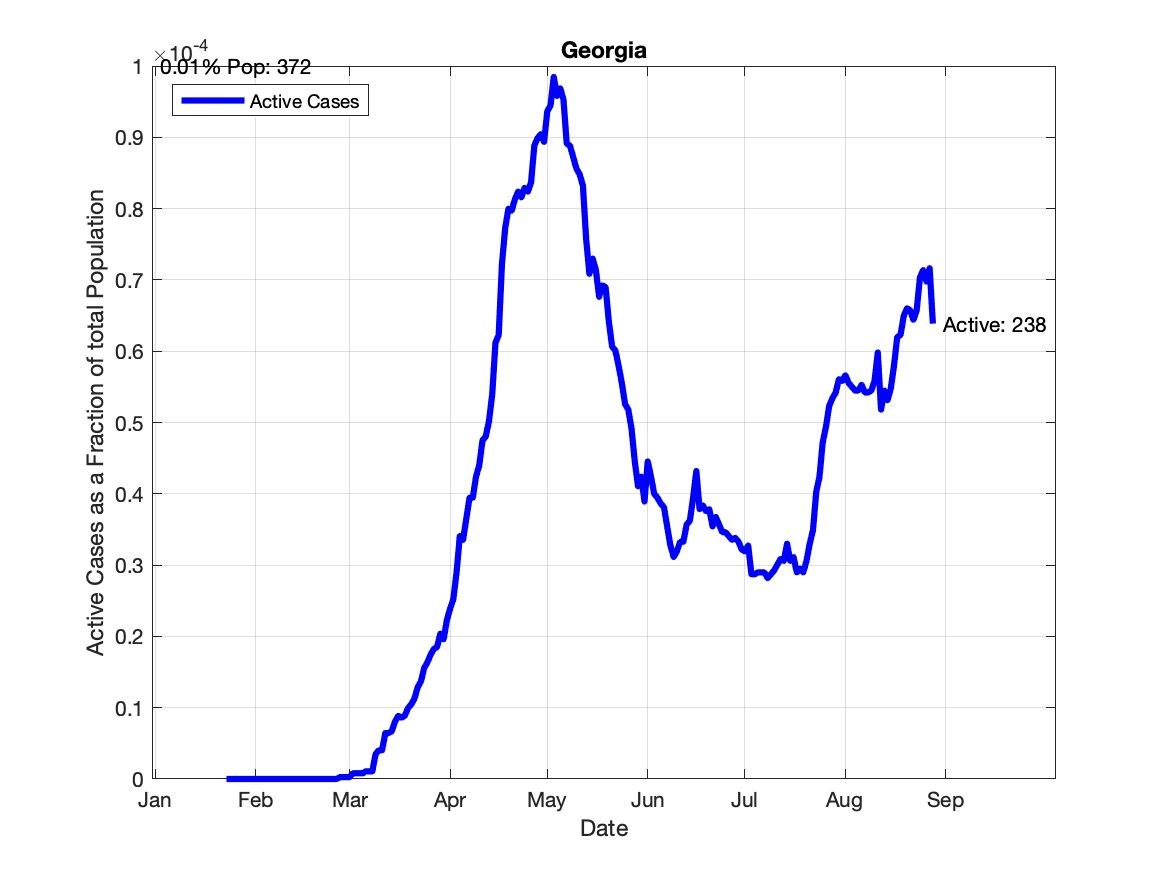 Georgia
×10-4
0.01% Pop: 372
Active Cases
1
0.9
0.8
0.7
0.6
0.5
0.4
0.3
0.2
0.1
0
Active Cases as a Fraction of total Population
Active: 238
Jan Feb Mar Apr May Jun Jul Aug Sep
Date